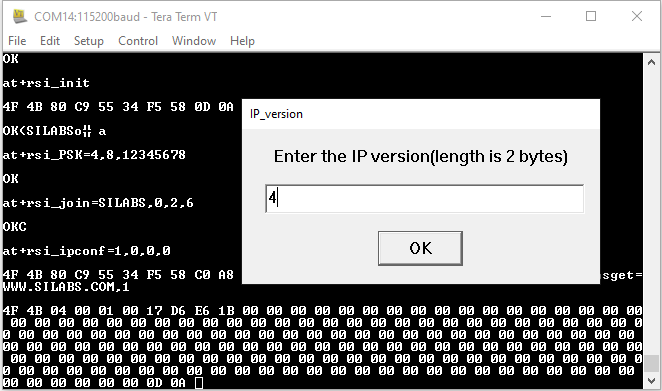 COM14:115200baud - Tera Term VT
File Edit Setup Control Window Help
OK
at+rsi_init
4F 4B 80 C9 55 34 F5 58 0D 0A
OK<SILABSo¦¦ a
at+rsi_PSK=4,8,12345678
OK
at+rsi_join=SILABS,0,2,6
OKC
at+rsi_ipconf=1,0,0,0
4F 4B 80 C9 55 34 F5 58 C0 A8
nsget=
WWW.SILABS.COM,1
4F 4B 04 00 01 00 17 D6 E6 1B 00 00 00 00 00 00 00 00 00 00 00 00 00 00 00 00 00
 00 00 00 00 00 00 00 00 00 00 00 00 00 00 00 00 00 00 00 00 00 00 00 00 00 00 0
0 00 00 00 00 00 00 00 00 00 00 00 00 00 00 00 00 00 00 00 00 00 00 00 00 00 00
00 00 00 00 00 00 00 00 00 00 00 00 00 00 00 00 00 00 00 00 00 00 00 00 00 00 00
 00 00 00 00 00 00 00 00 00 00 00 00 00 00 00 00 00 00 00 00 00 00 00 00 00 00 0
0 00 00 00 00 00 00 00 00 00 00 00 00 00 00 00 00 00 00 00 00 00 00 00 00 00 00
00 00 00 00 00 00 0D 0A
IP_version
Enter the IP version(length is 2 bytes)
4
OK